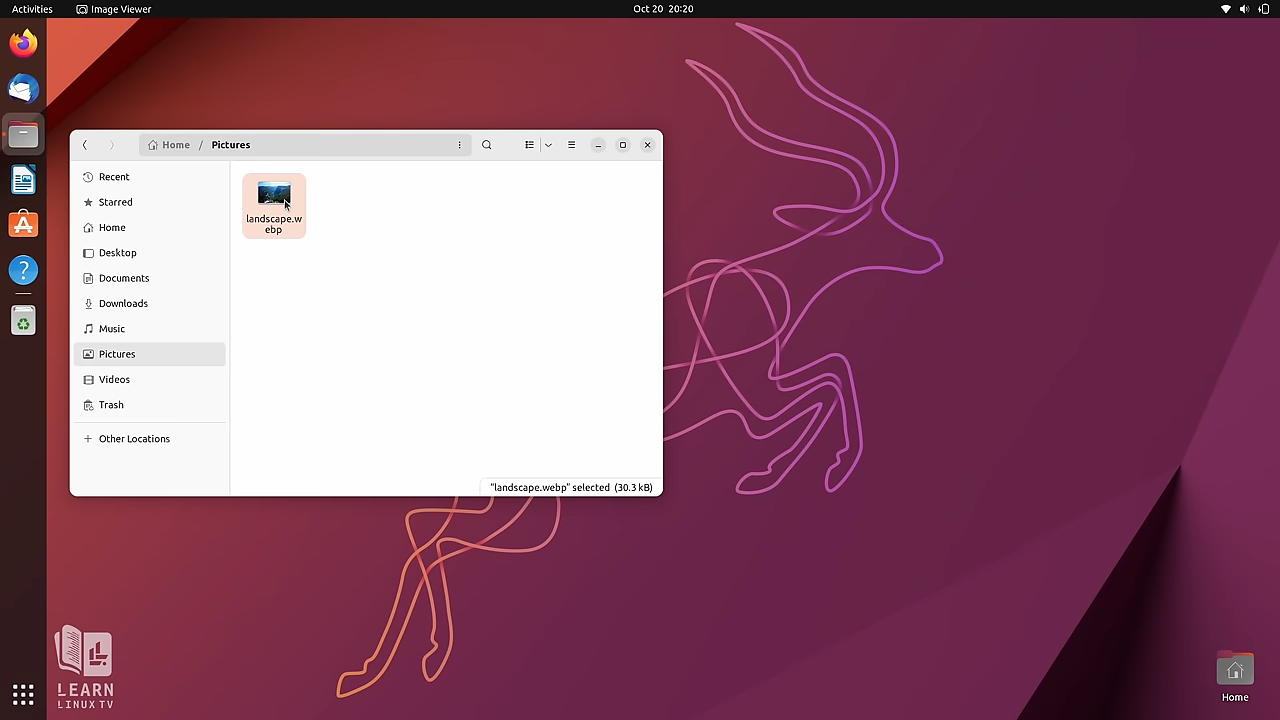 Activities
Image Viewer
Oct 20 20:20
Home / Pictures
Recent
Starred
Home
Desktop
Documents
Downloads
Music
Pictures
Videos
Trash
Other Locations
landscape.w
ebp
"landscape.webp" selected (30.3 kB)
LEARN
LINUX TV
Home